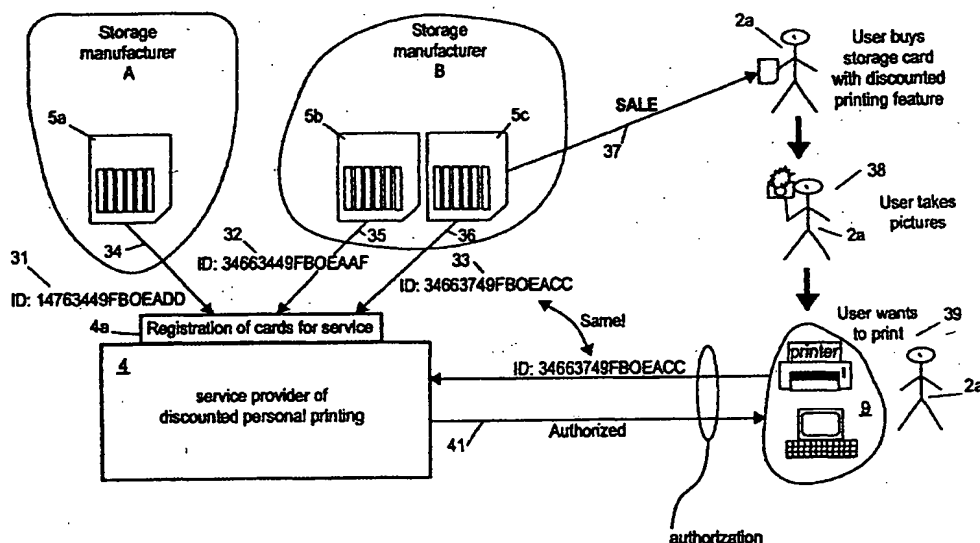 Storage
manufacturer
A
5a
34
31
ID: 14763449FBOEADD
Storage
manufacturer
B
5b
5c
35
36
32
ID: 34663449FBOEAAF
33
ID: 34663749FBOEACC
SALE
37
2a
User buys
storage card
with discounted
printing feature
38
User takes
pictures
2a
User wants
to print
39
2a
printer
9
4a
Registration of cards for service
4
service provider of
discounted personal printing
Same!
ID: 34663749FBOEACC
Authorized
41
authorization